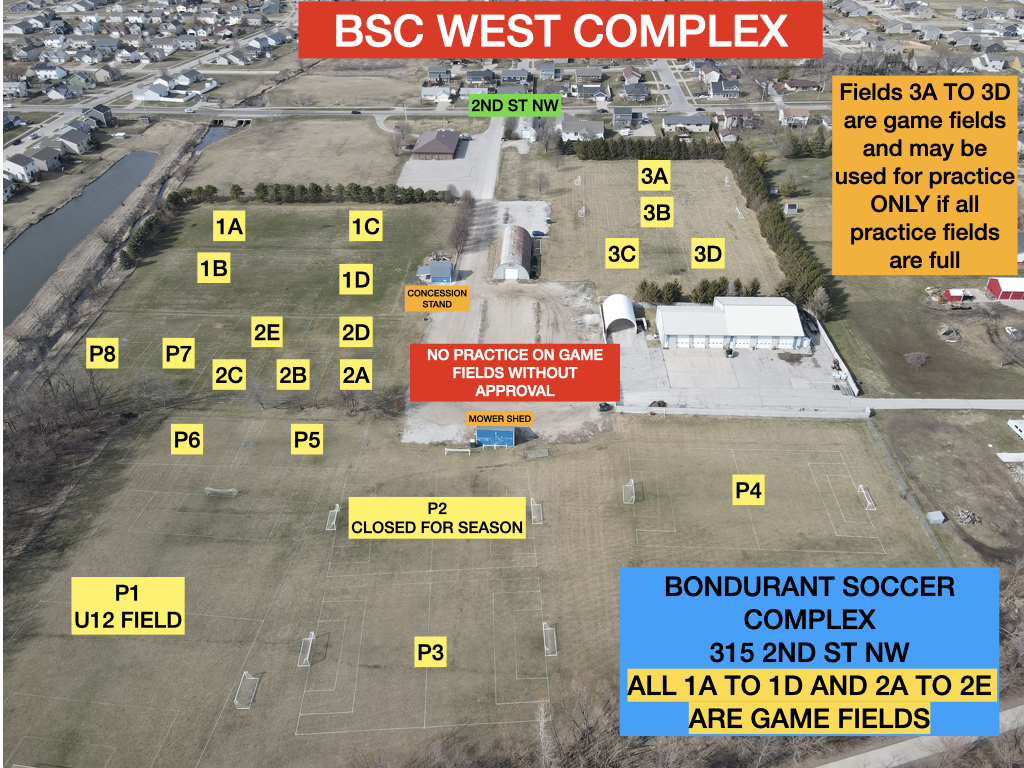 BSC WEST COMPLEX
2ND ST NW
Fields 3A TO 3D
are game fields
and may be
used for practice
ONLY if all
practice fields
are full
3A
3B
3C
3D
1A
1C
1B
1D
CONCESSION
STAND
2E
2D
P8
P7
2C
2B
2A
NO PRACTICE ON GAME
FIELDS WITHOUT
APPROVAL
MOWER SHED
P6
P5
P4
P2
CLOSED FOR SEASON
P1
U12 FIELD
P3
BONDURANT SOCCER
COMPLEX
315 2ND ST NW
ALL 1A TO 1D AND 2A TO 2E
ARE GAME FIELDS